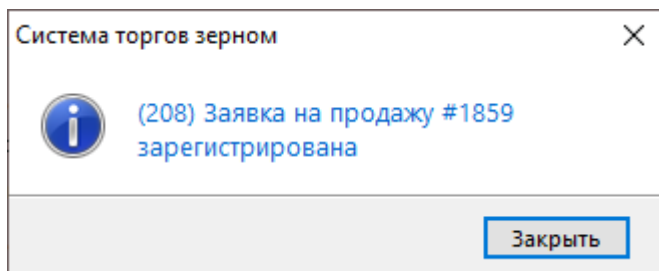 Система торгов зерном
(208) Заявка на продажу #1859
зарегистрирована
Закрыть